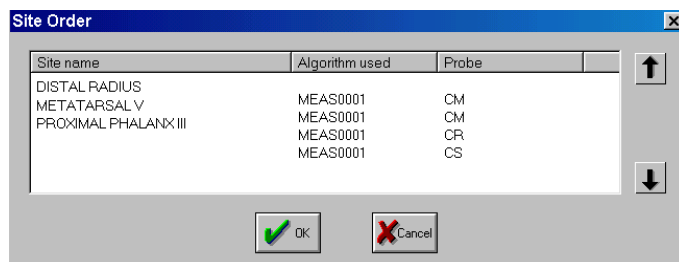 Site Order
Site name Algorithm used Probe
DISTAL RADIUS
METATARSAL V MEAS0001 CM
PROXIMAL PHALANX III MEAS0001 CM
MEAS0001 CR
MEAS0001 CS
OK Cancel